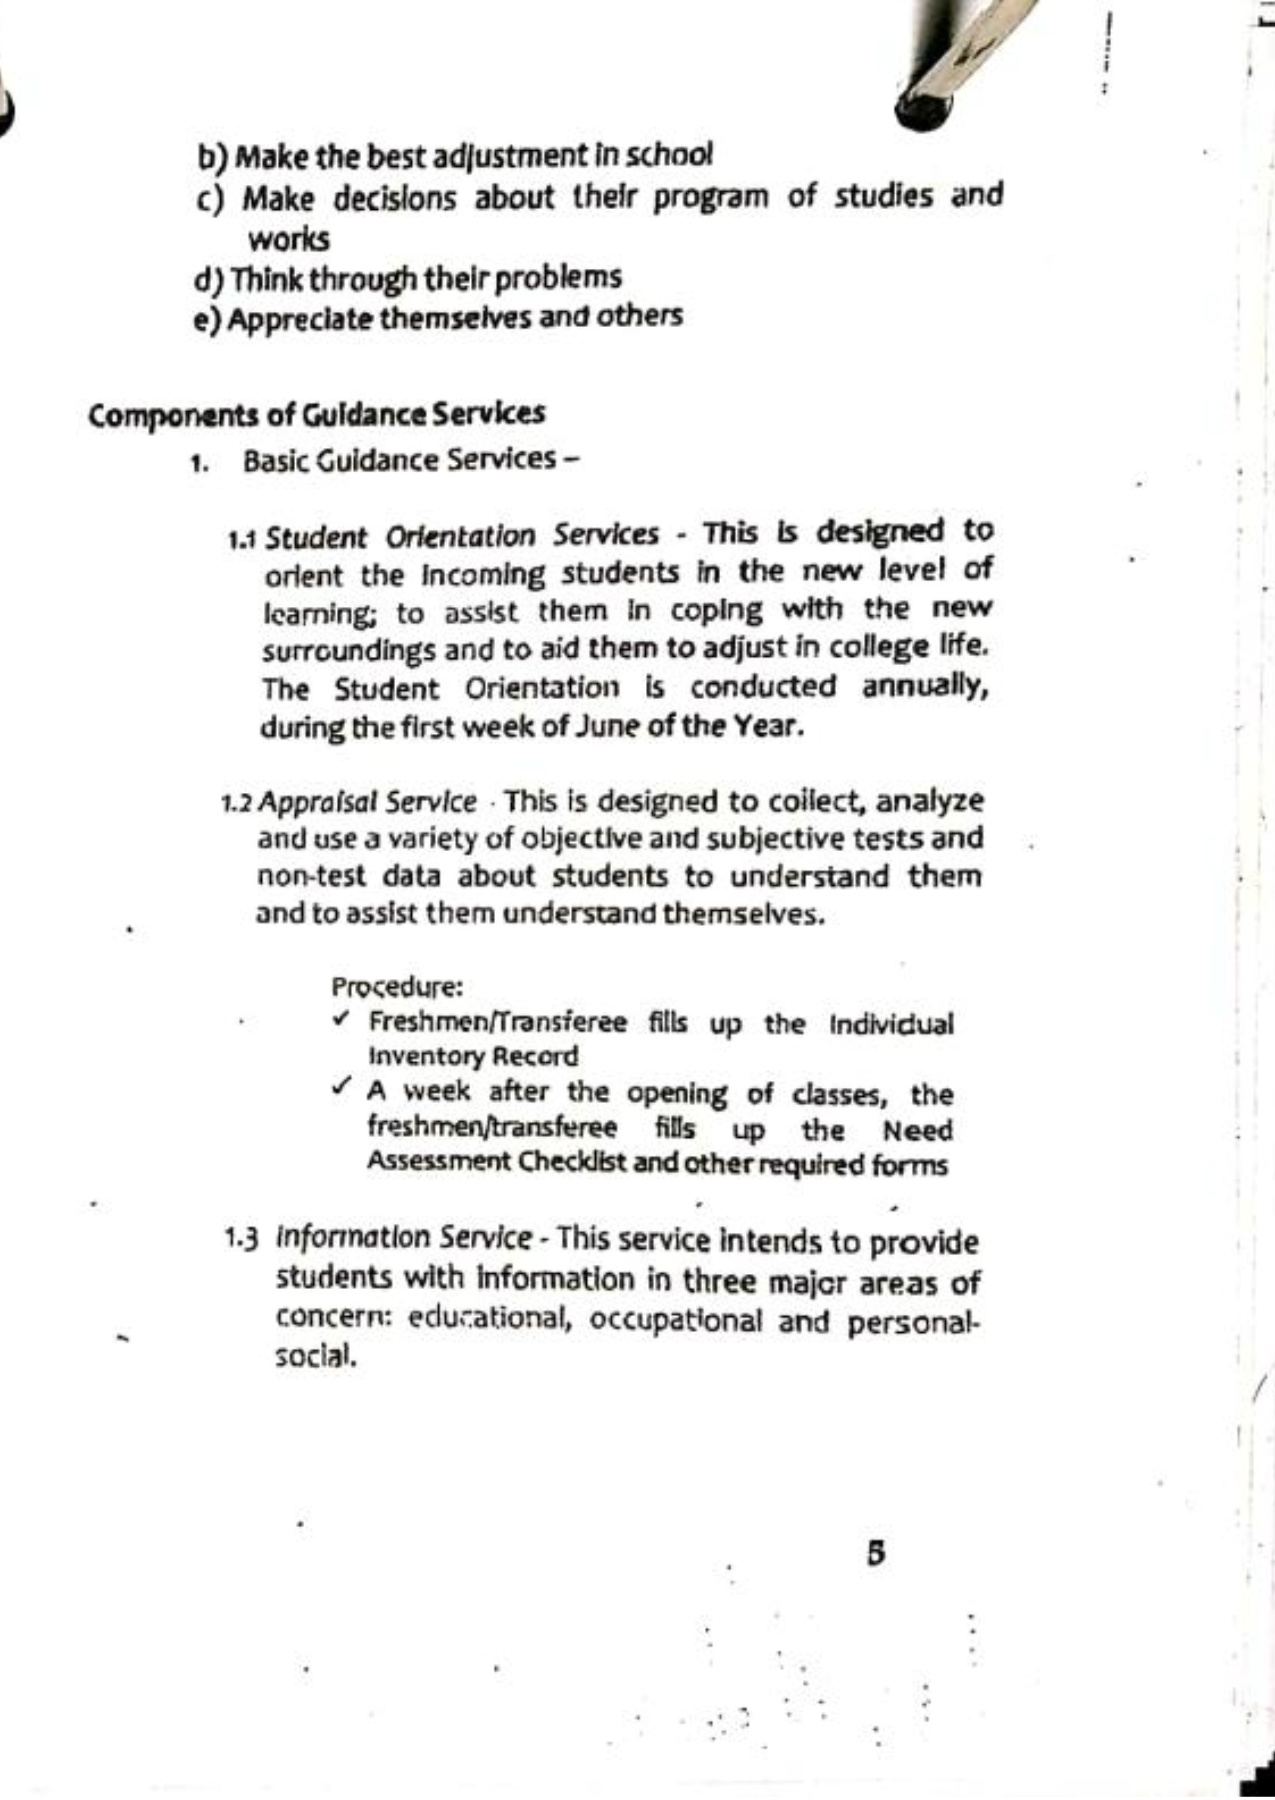 b) Make the best adjustment in school
c) Make decisions about their program of studies and
works
d) Think through their problems
e) Appreciate themselves and others
Components of Guidance Services
1. Basic Guidance Services –
1.1 Student Orientation Services - This is designed to
orient the incoming students in the new level of
learning; to assist them in coping with the new
surroundings and to aid them to adjust in college life.
The Student Orientation is conducted annually,
during the first week of June of the Year.
1.2 Appraisal Service - This is designed to collect, analyze
and use a variety of objective and subjective tests and
non-test data about students to understand them
and to assist them understand themselves.
Procedure:
✓ Freshmen/Transferee fills up the Individual
Inventory Record
✓ A week after the opening of classes, the
freshmen/transferee fills up the Need
Assessment Checklist and other required forms
1.3 Information Service - This service intends to provide
students with information in three major areas of
concern: educational, occupational and personal-
social.
5